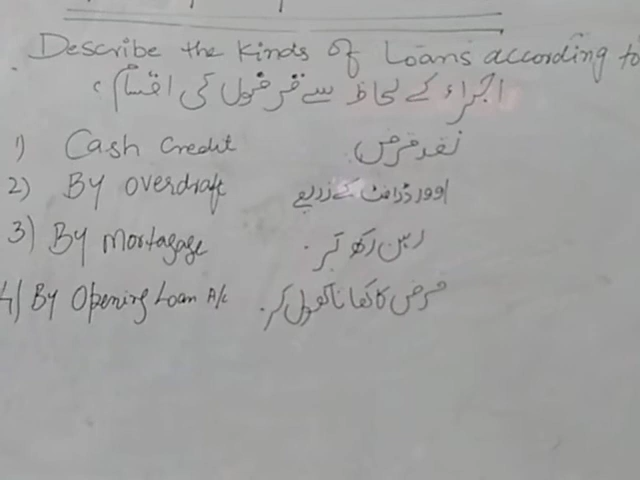 Describe the kinds of Loans according to
اجراء کے لحاظ سے قرضوں کی اقسام
1) Cash Credit نقد قرض
2) By Overdraft اوور ڈرافٹ کے ذریعے
3) By Mortagage رہن رکھ کر
4) By Opening Loan A/c قرض کا کھاتا کھول کر